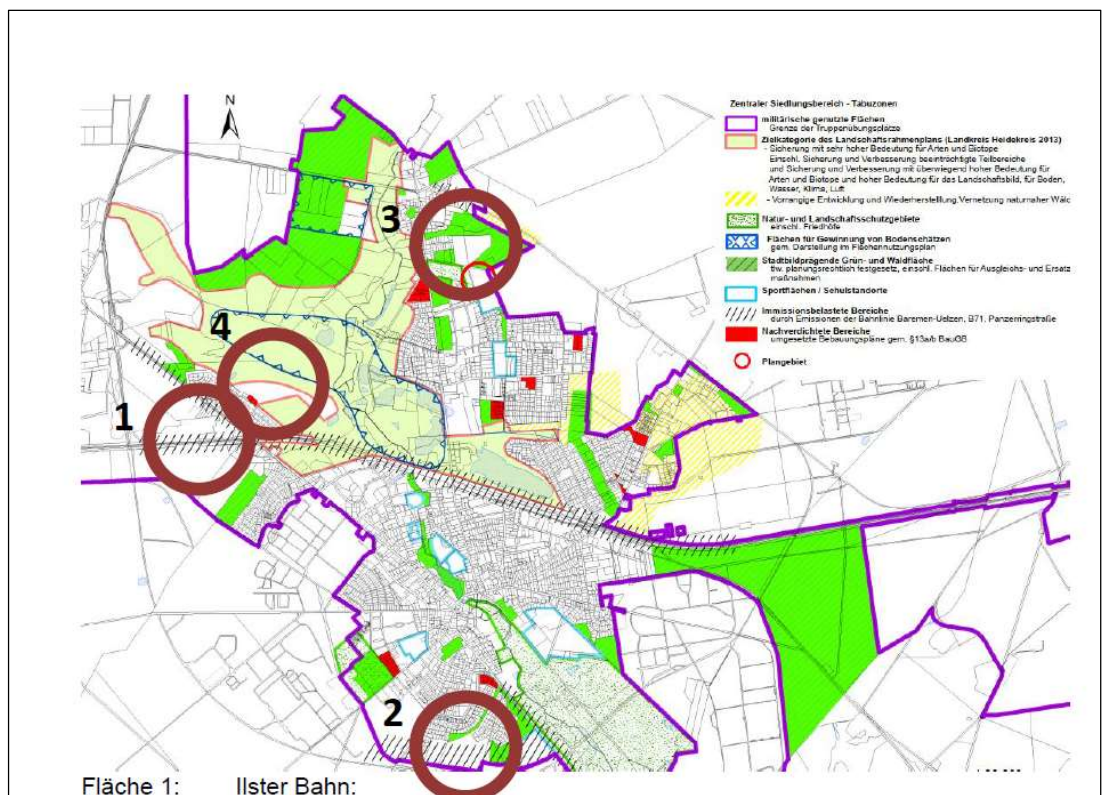 N
Zentraler Siedlungsbereich - Tabuzonen
militärische genutzte Flächen
Grenze der Truppenübungsplätze
Zielkategorie des Landschaftsrahmenplans (Landkreis Heidekreis 2013)
- Sicherung mit sehr hoher Bedeutung für Arten und Biotope
Einschl. Sicherung und Verbesserung beeinträchtigte Teilbereiche
und Sicherung und Verbesserung mit überwiegend hoher Bedeutung für
Arten und Biotope und hoher Bedeutung für das Landschaftsbild, für Boden,
Wasser, Klima, Luft
- Vorrangige Entwicklung und Wiederherstellung, Vernetzung naturnaher Wälc
Natur- und Landschaftsschutzgebiete
einschl. Friedhöfe
Flächen für Gewinnung von Bodenschätzen
gem. Darstellung im Flächennutzungsplan
Stadtbildprägende Grün- und Waldfläche
tlw. planungsrechtlich festgesetz, einschl. Flächen für Ausgleichs- und Ersatz
maßnahmen
Sportflächen / Schulstandorte
Immissionsbelastete Bereiche
durch Emissionen der Bahnlinie Baremen-Uelzen, B71, Panzerringstraße
Nachverdichtete Bereiche
umgesetzte Bebauungspläne gem. §13a/b BauGB
Plangebiet
3
4
1
2
Fläche 1: Ilster Bahn: